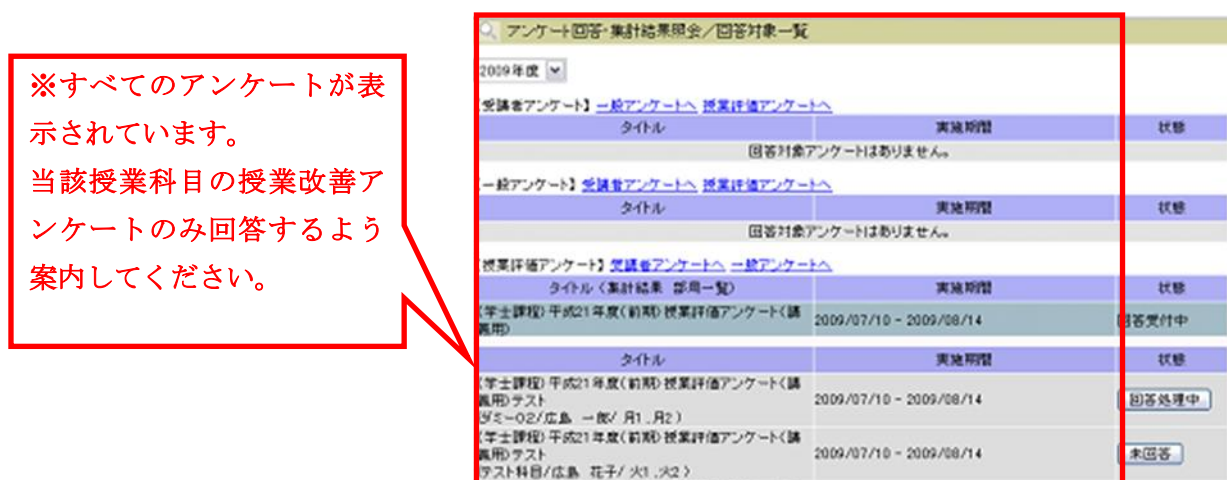 ※すべてのアンケートが表
示されています。
当該授業科目の授業改善ア
ンケートのみ回答するよう
案内してください。
アンケート回答・集計結果照会／回答対象一覧
2009年度
受講者アンケート】 一般アンケートへ 授業評価アンケートへ
タイトル 実施期間 状態
回答対象アンケートはありません。
一般アンケート】 受講者アンケートへ 授業評価アンケートへ
タイトル 実施期間 状態
回答対象アンケートはありません。
授業評価アンケート】 受講者アンケートへ 一般アンケートへ
タイトル（集計結果 部局一覧） 実施期間 状態
(学士課程) 平成21年度(前期) 授業評価アンケート(講
義用) 2009/07/10 - 2009/08/14 回答受付中
タイトル 実施期間 状態
(学士課程) 平成21年度(前期) 授業評価アンケート(講
義用) テスト 2009/07/10 - 2009/08/14 回答処理中
ダミー02/広島 一郎/ 月1 ,月2 )
(学士課程) 平成21年度(前期) 授業評価アンケート(講
義用) テスト 2009/07/10 - 2009/08/14 未回答
(テスト科目/広島 花子/ 火1 ,火2 )